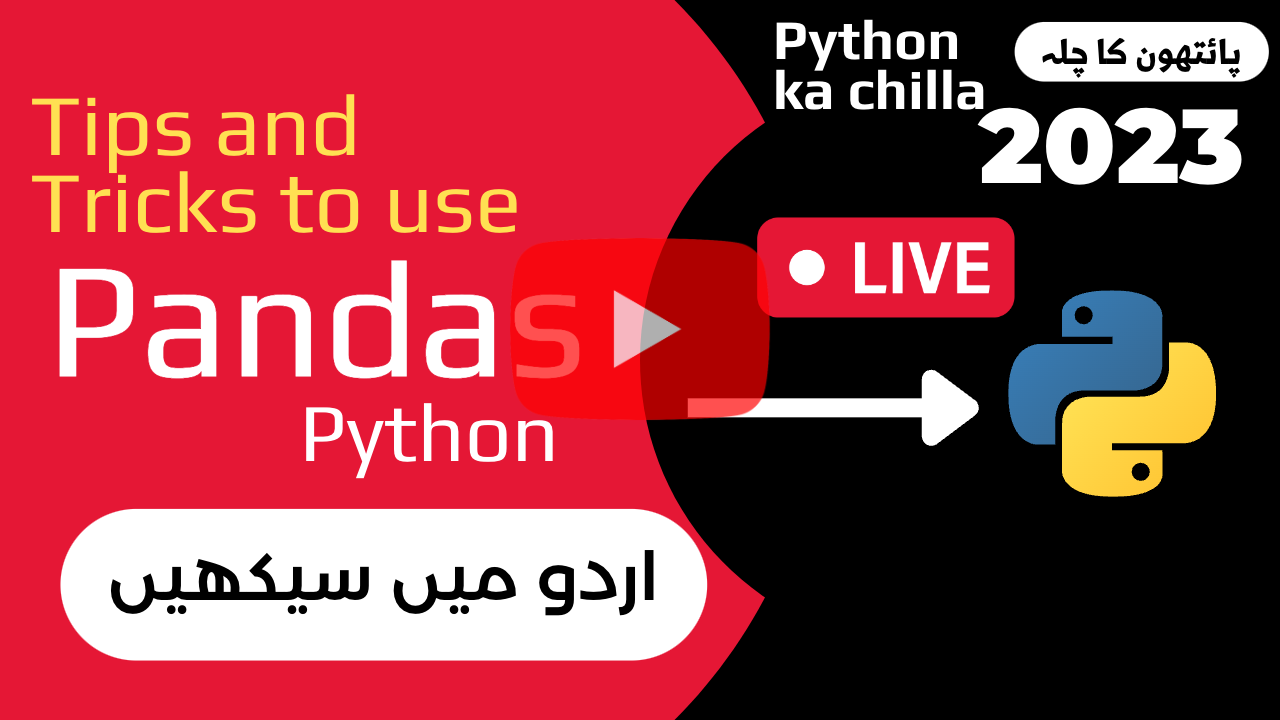 Tips and
Tricks to use
Pandas
Python
اردو میں سیکھیں
Python
ka chilla
پائتھون کا چلہ
2023
LIVE